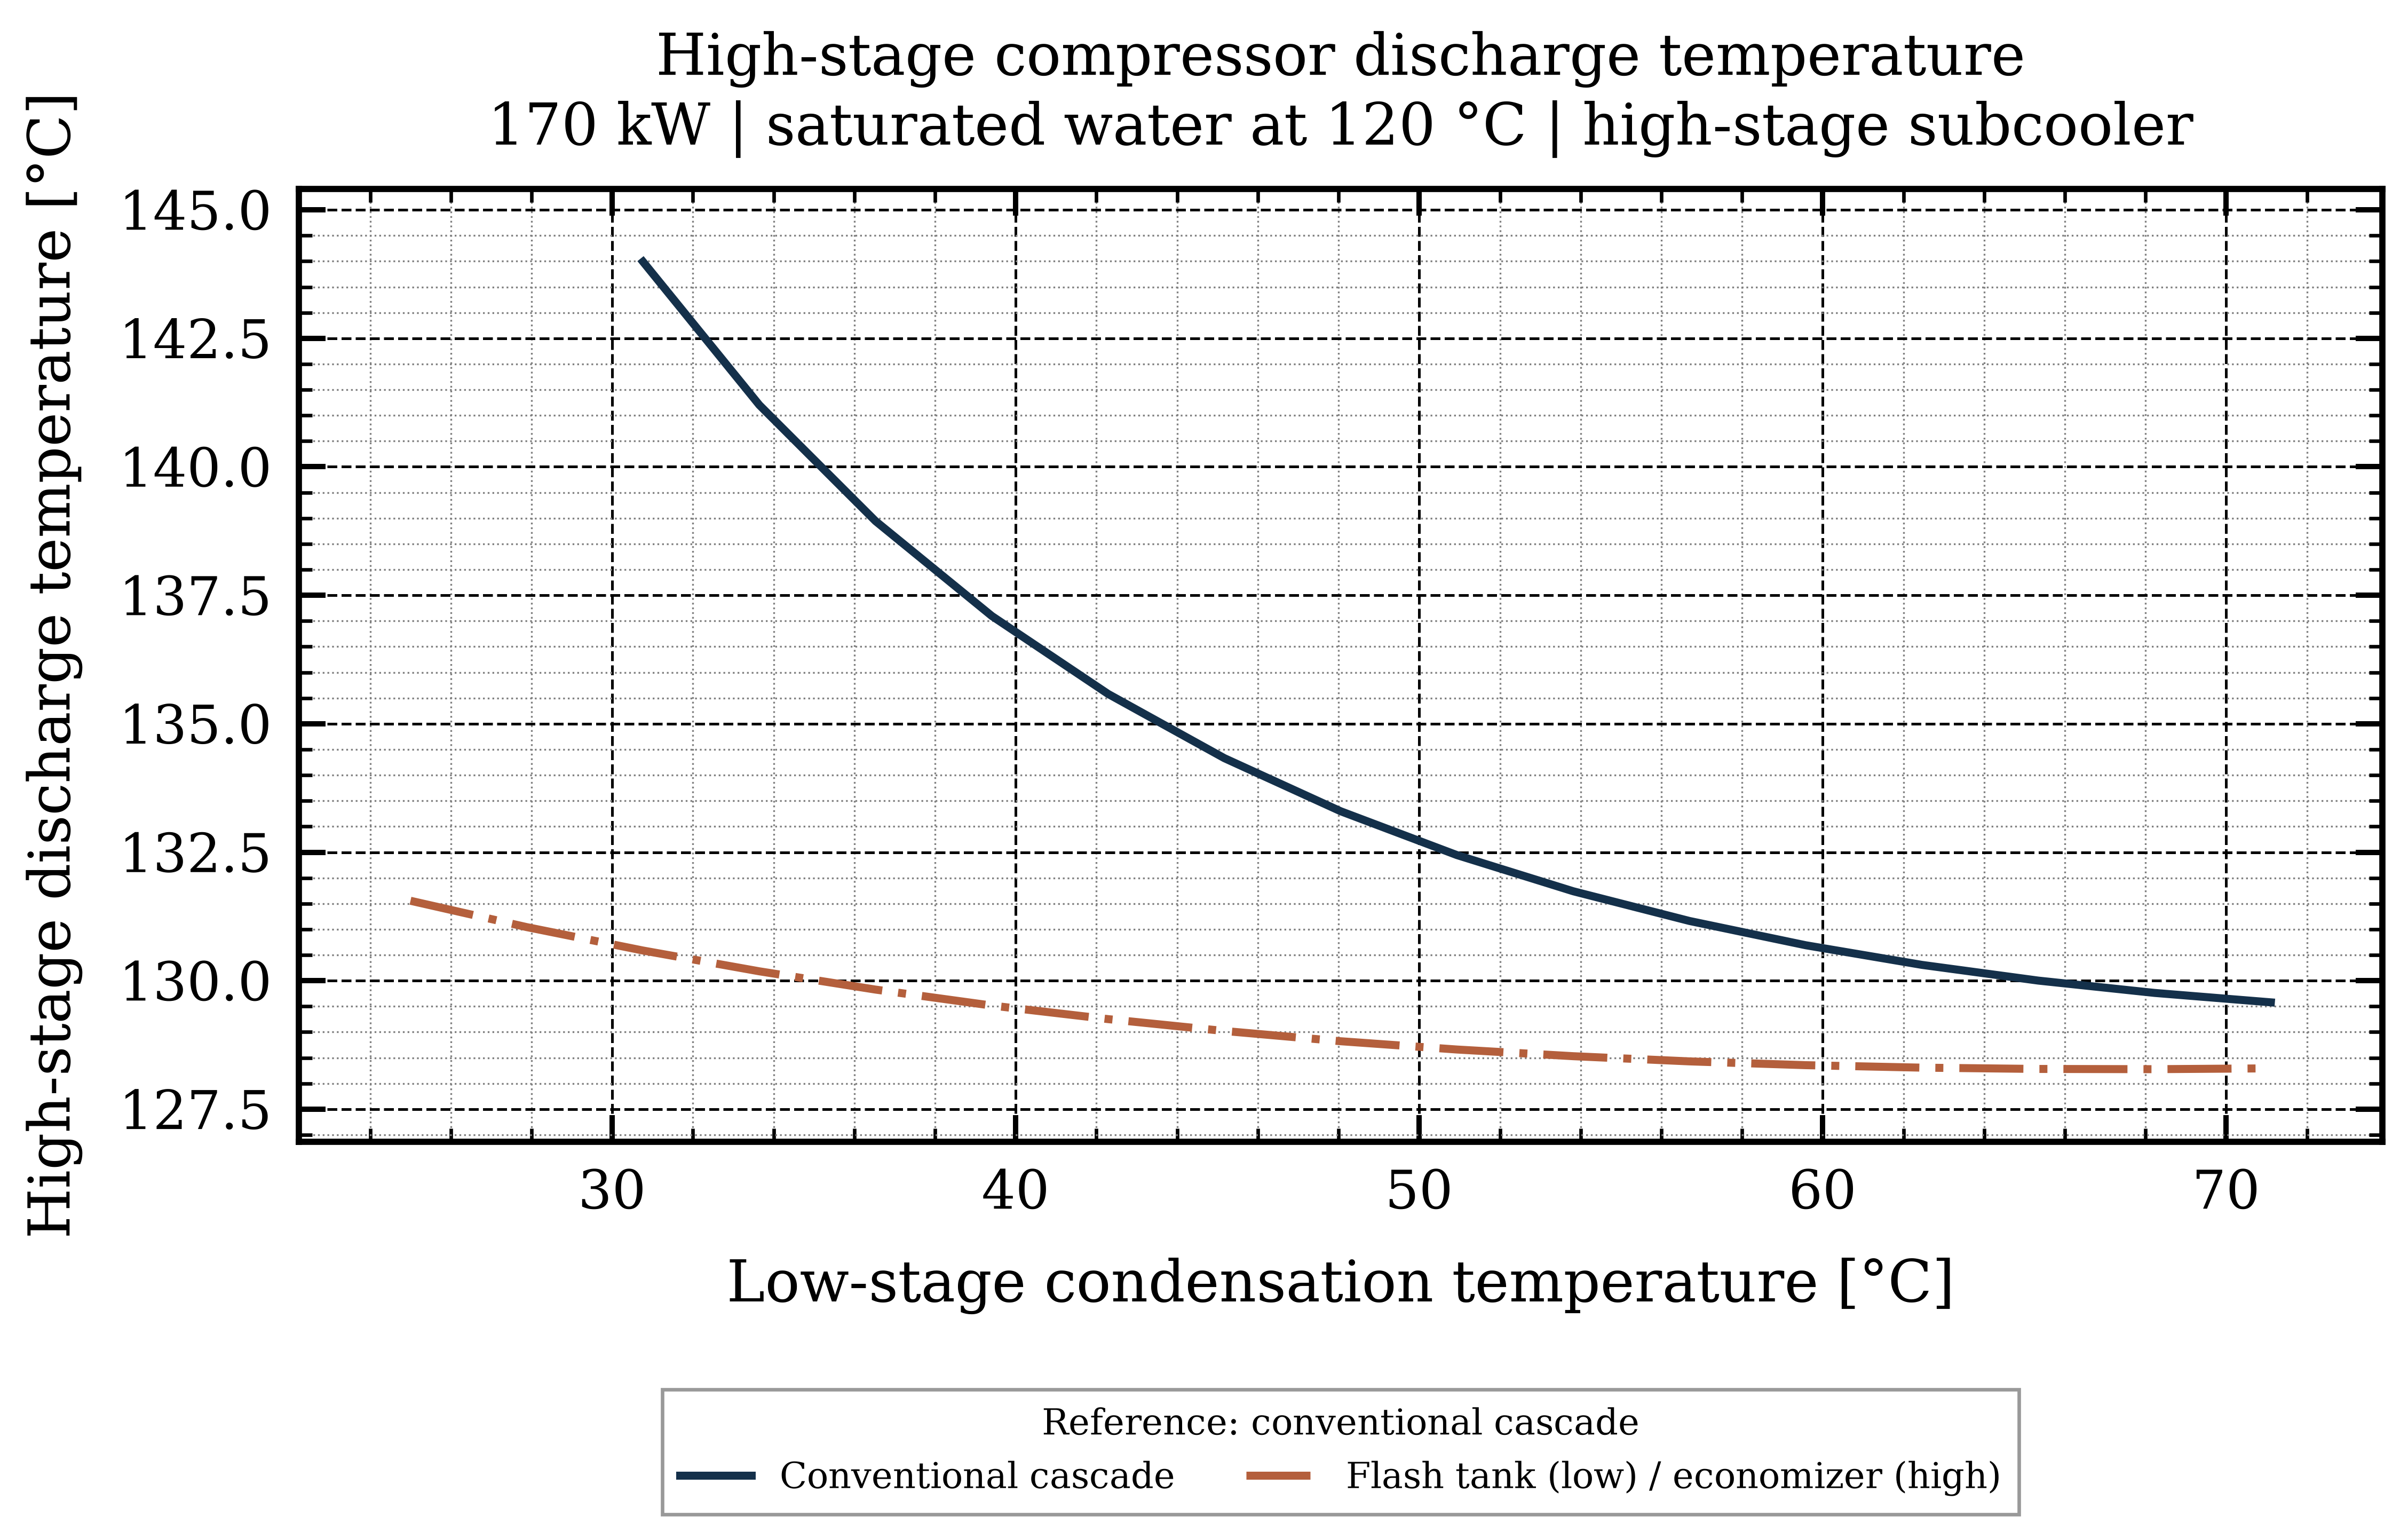 High-stage compressor discharge temperature
170 kW | saturated water at 120 °C | high-stage subcooler
High-stage discharge temperature [°C]
145.0
142.5
140.0
137.5
135.0
132.5
130.0
127.5
30 40 50 60 70
Low-stage condensation temperature [°C]
Reference: conventional cascade
Conventional cascade Flash tank (low) / economizer (high)